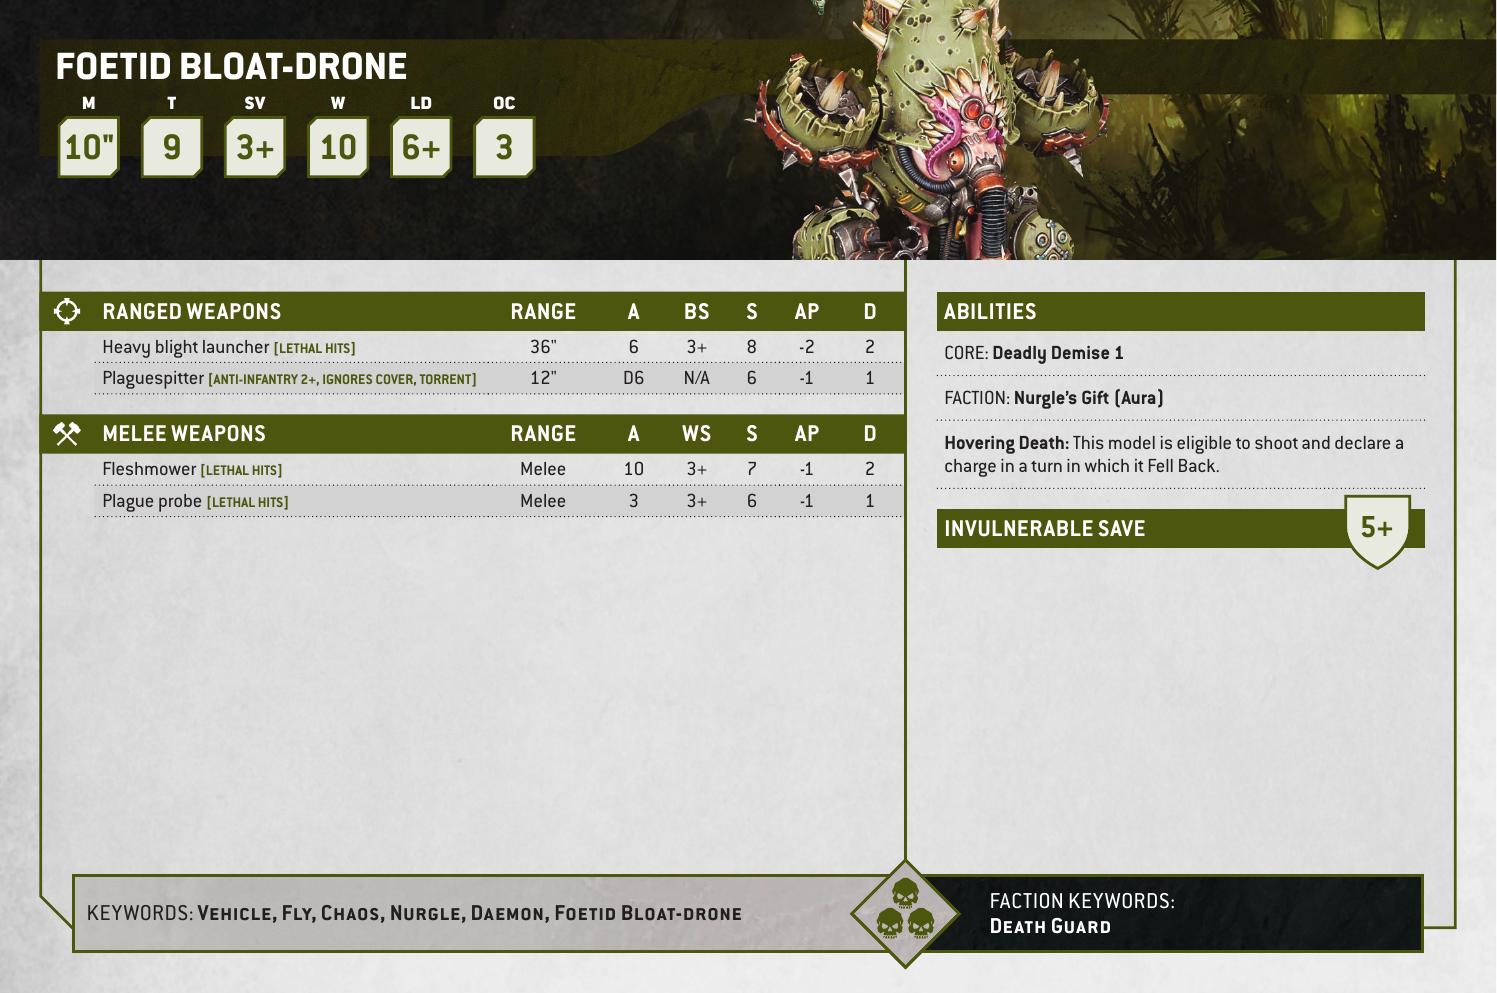 FOETID BLOAT-DRONE
M T SV W LD OC
10" 9 3+ 10 6+ 3
RANGED WEAPONS RANGE A BS S AP D
Heavy blight launcher [LETHAL HITS] 36" 6 3+ 8 -2 2
Plaguespitter [ANTI-INFANTRY 2+, IGNORES COVER, TORRENT] 12" D6 N/A 6 -1 1
MELEE WEAPONS RANGE A WS S AP D
Fleshmower [LETHAL HITS] Melee 10 3+ 7 -1 2
Plague probe [LETHAL HITS] Melee 3 3+ 6 -1 1
ABILITIES
CORE: Deadly Demise 1
FACTION: Nurgle’s Gift (Aura)
Hovering Death: This model is eligible to shoot and declare a
charge in a turn in which it Fell Back.
INVULNERABLE SAVE 5+
KEYWORDS: Vehicle, Fly, Chaos, Nurgle, Daemon, Foetid Bloat-drone
FACTION KEYWORDS:
Death Guard